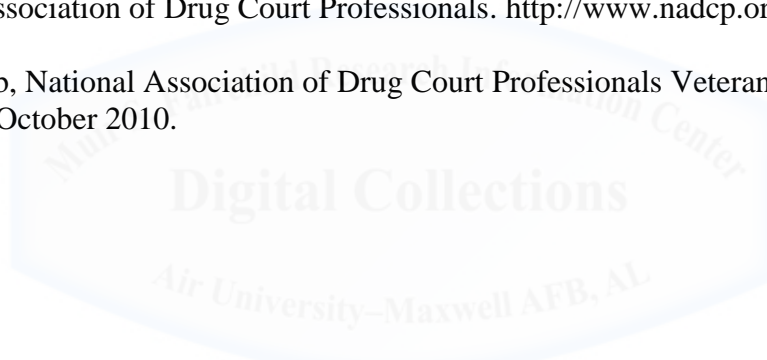 ssociation of Drug Court Professionals. http://www.nadcp.or
p, National Association of Drug Court Professionals Veteran
October 2010.
Muir S. Fairchild Research Information Center
Digital Collections
Air University–Maxwell AFB, AL